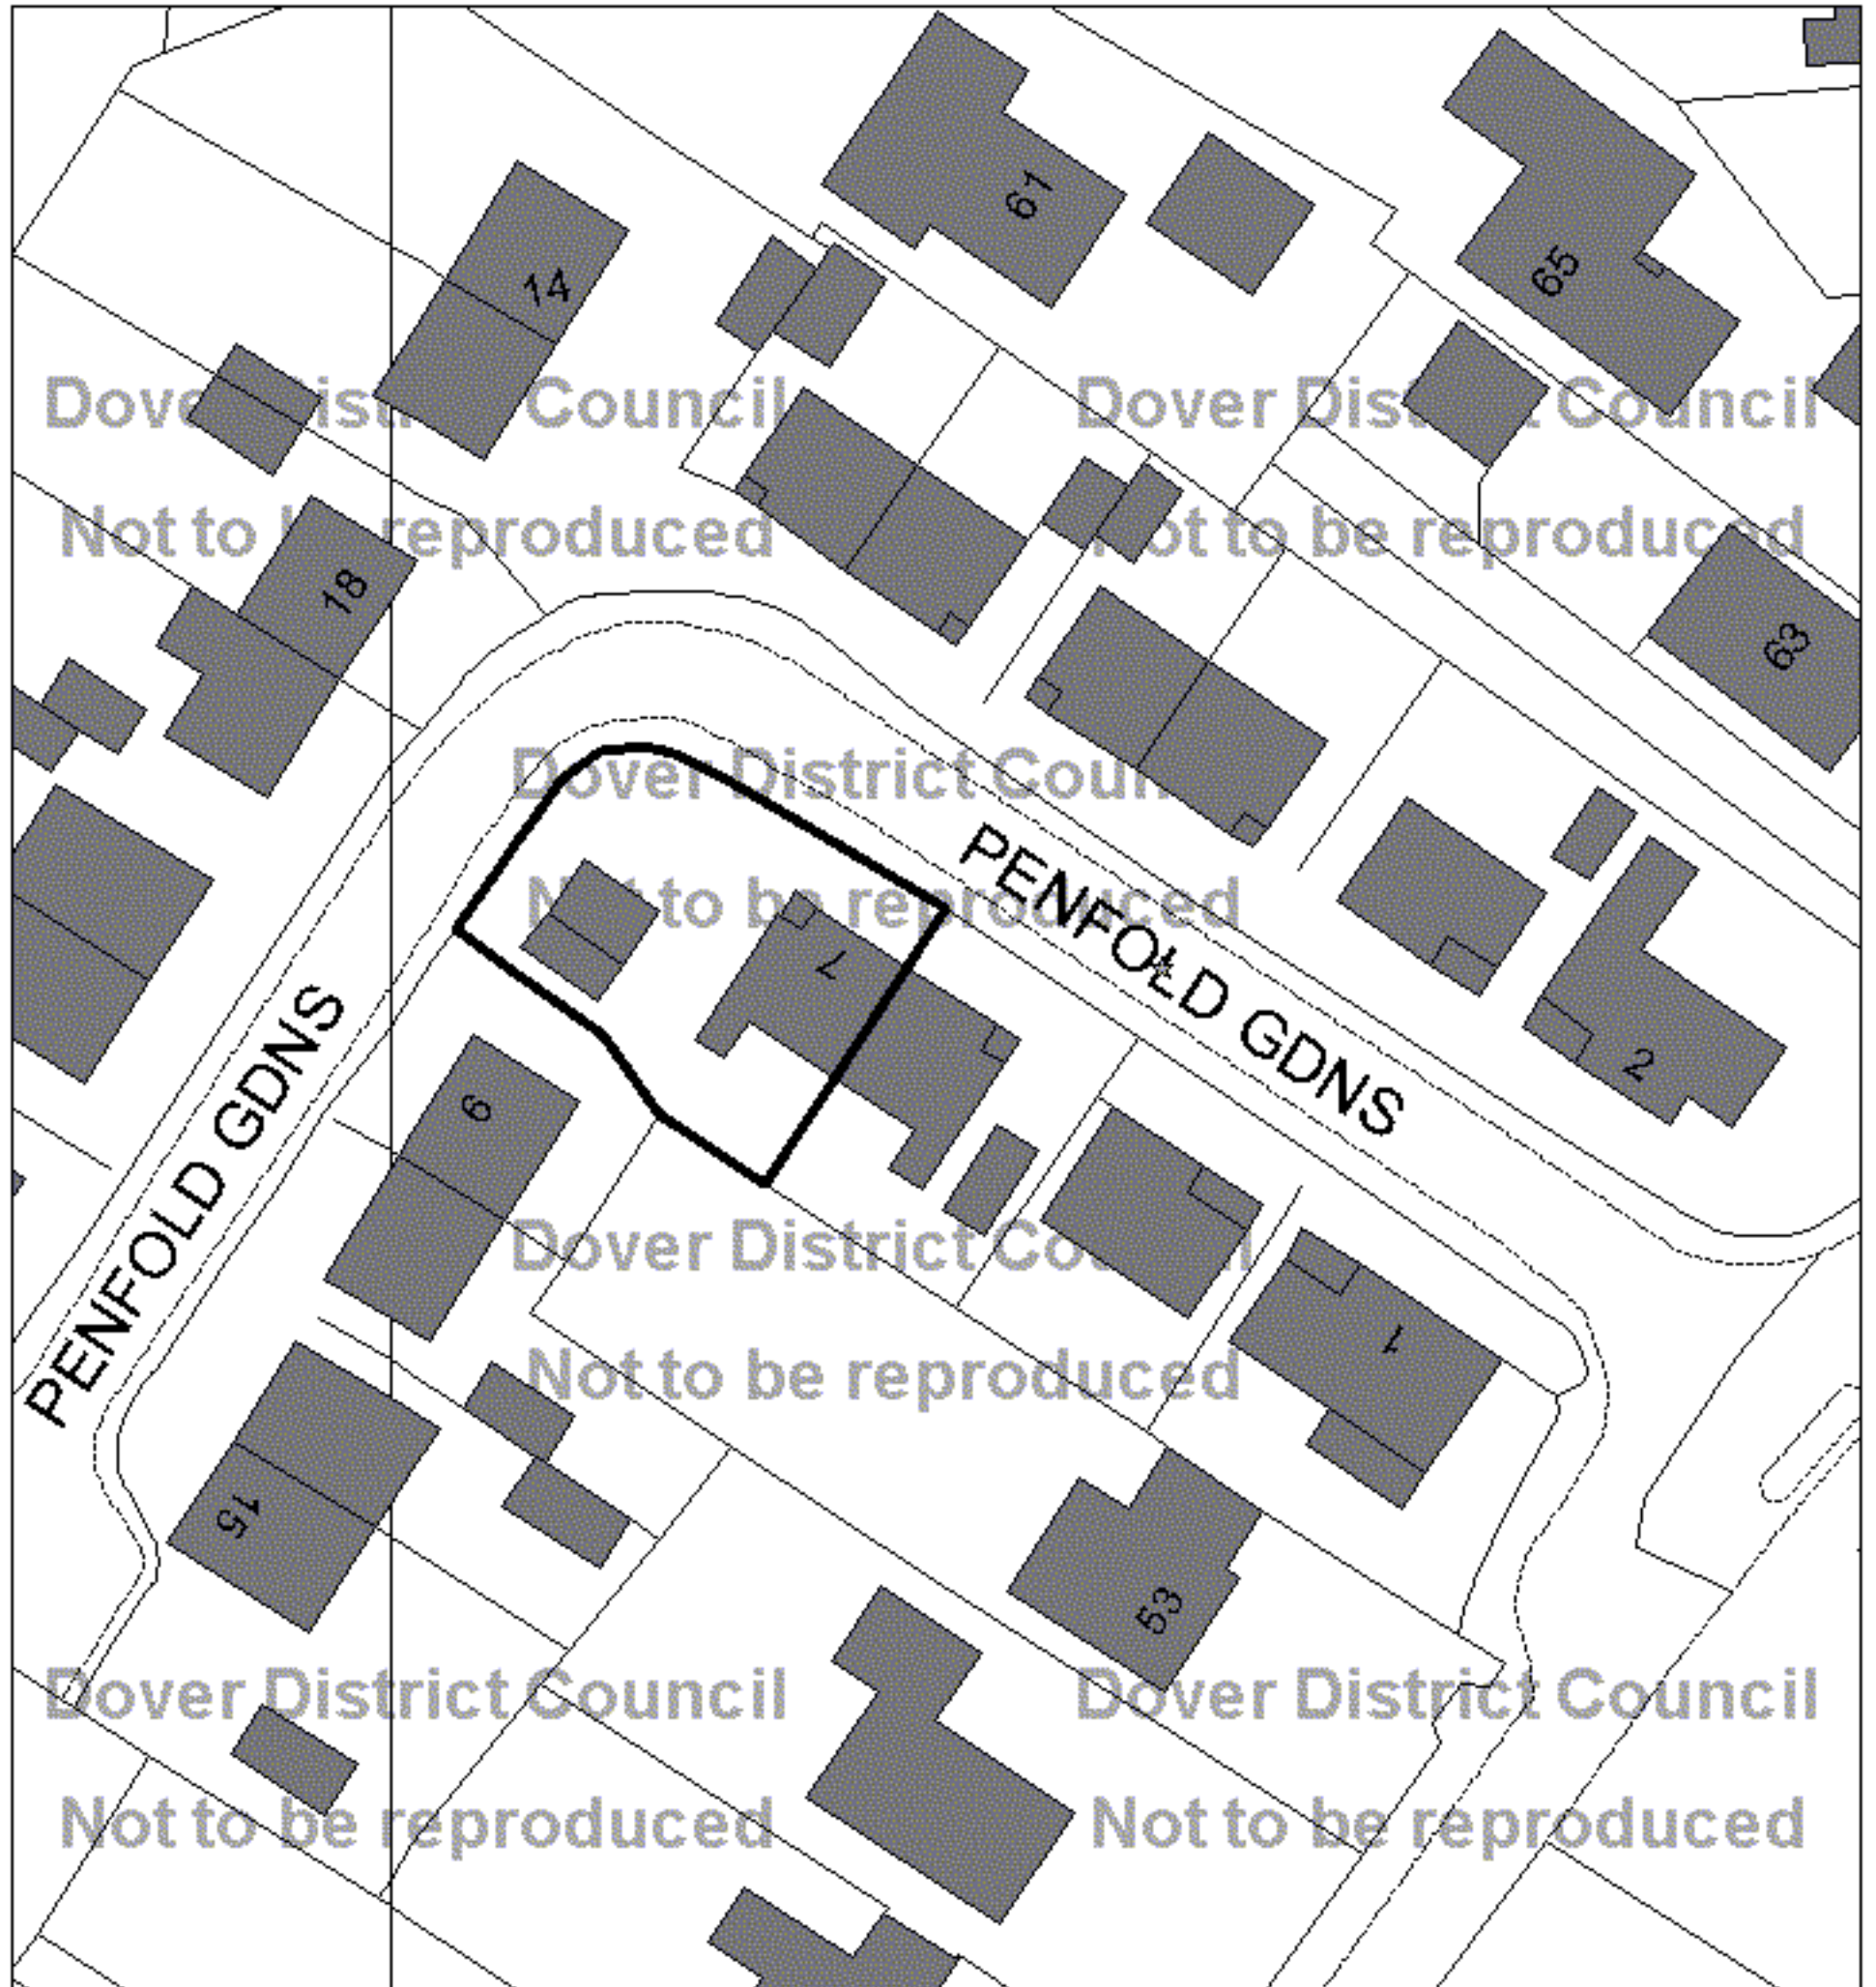 61
65
14
Dover District Council
Dover District Council
Not to be reproduced
Not to be reproduced
18
63
Dover District Council
Not to be reproduced
PENFOLD GDNS
7
2
9
PENFOLD GDNS
Dover District Council
Not to be reproduced
1
15
53
Dover District Council
Dover District Council
Not to be reproduced
Not to be reproduced